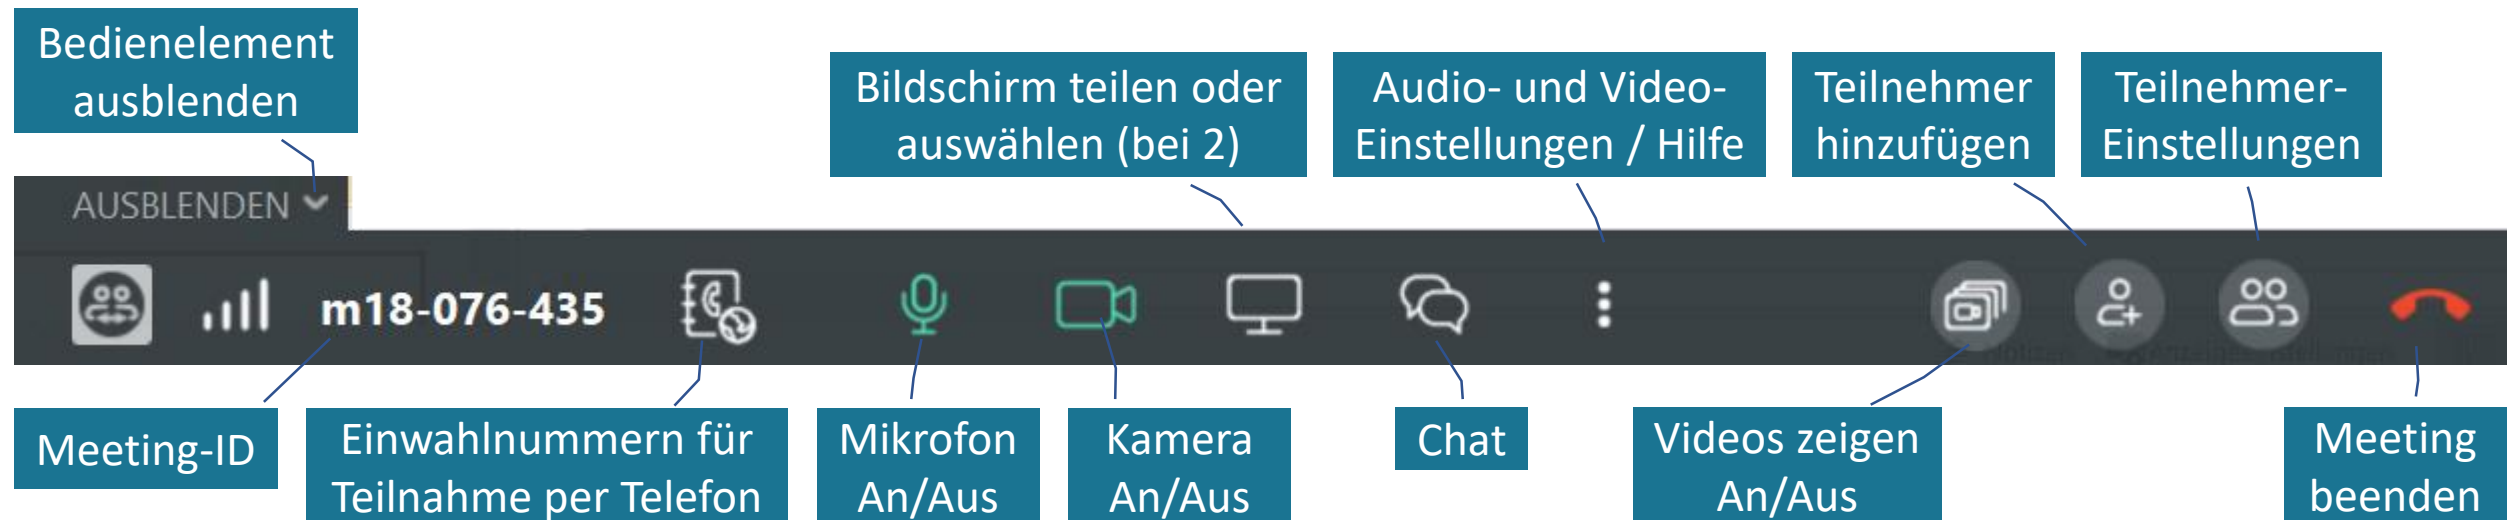 Bedienelement
ausblenden
Bildschirm teilen oder
auswählen (bei 2)
Audio- und Video-
Einstellungen / Hilfe
Teilnehmer
hinzufügen
Teilnehmer-
Einstellungen
AUSBLENDEN
m18-076-435
Meeting-ID
Einwahlnummern für
Teilnahme per Telefon
Mikrofon
An/Aus
Kamera
An/Aus
Chat
Videos zeigen
An/Aus
Meeting
beenden